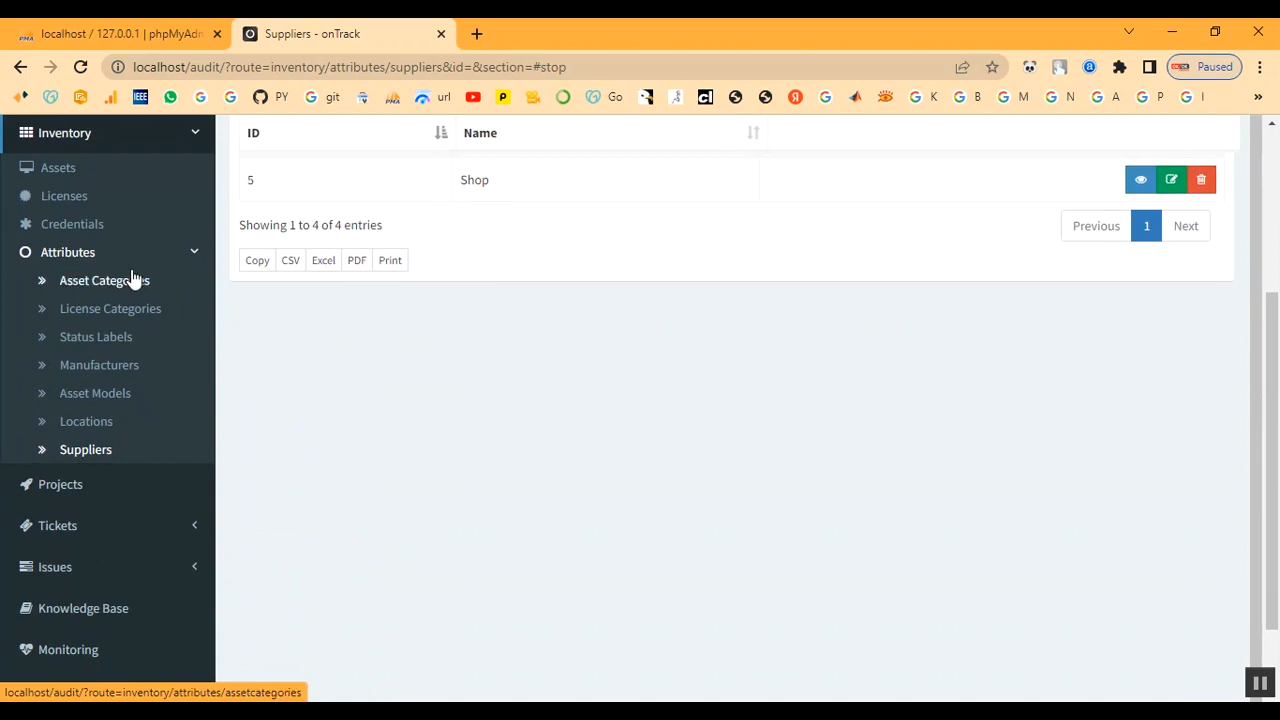 localhost / 127.0.0.1 | phpMyAdn
Suppliers - onTrack
localhost/audit/?route=inventory/attributes/suppliers&id=&section=#stop
Paused
IEEE PY git url Go K B M N A P I »
Inventory
Assets
Licenses
Credentials
Attributes
Asset Categories
License Categories
Status Labels
Manufacturers
Asset Models
Locations
Suppliers
Projects
Tickets
Issues
Knowledge Base
Monitoring
ID Name
5 Shop
Showing 1 to 4 of 4 entries
Previous 1 Next
Copy CSV Excel PDF Print
localhost/audit/?route=inventory/attributes/assetcategories